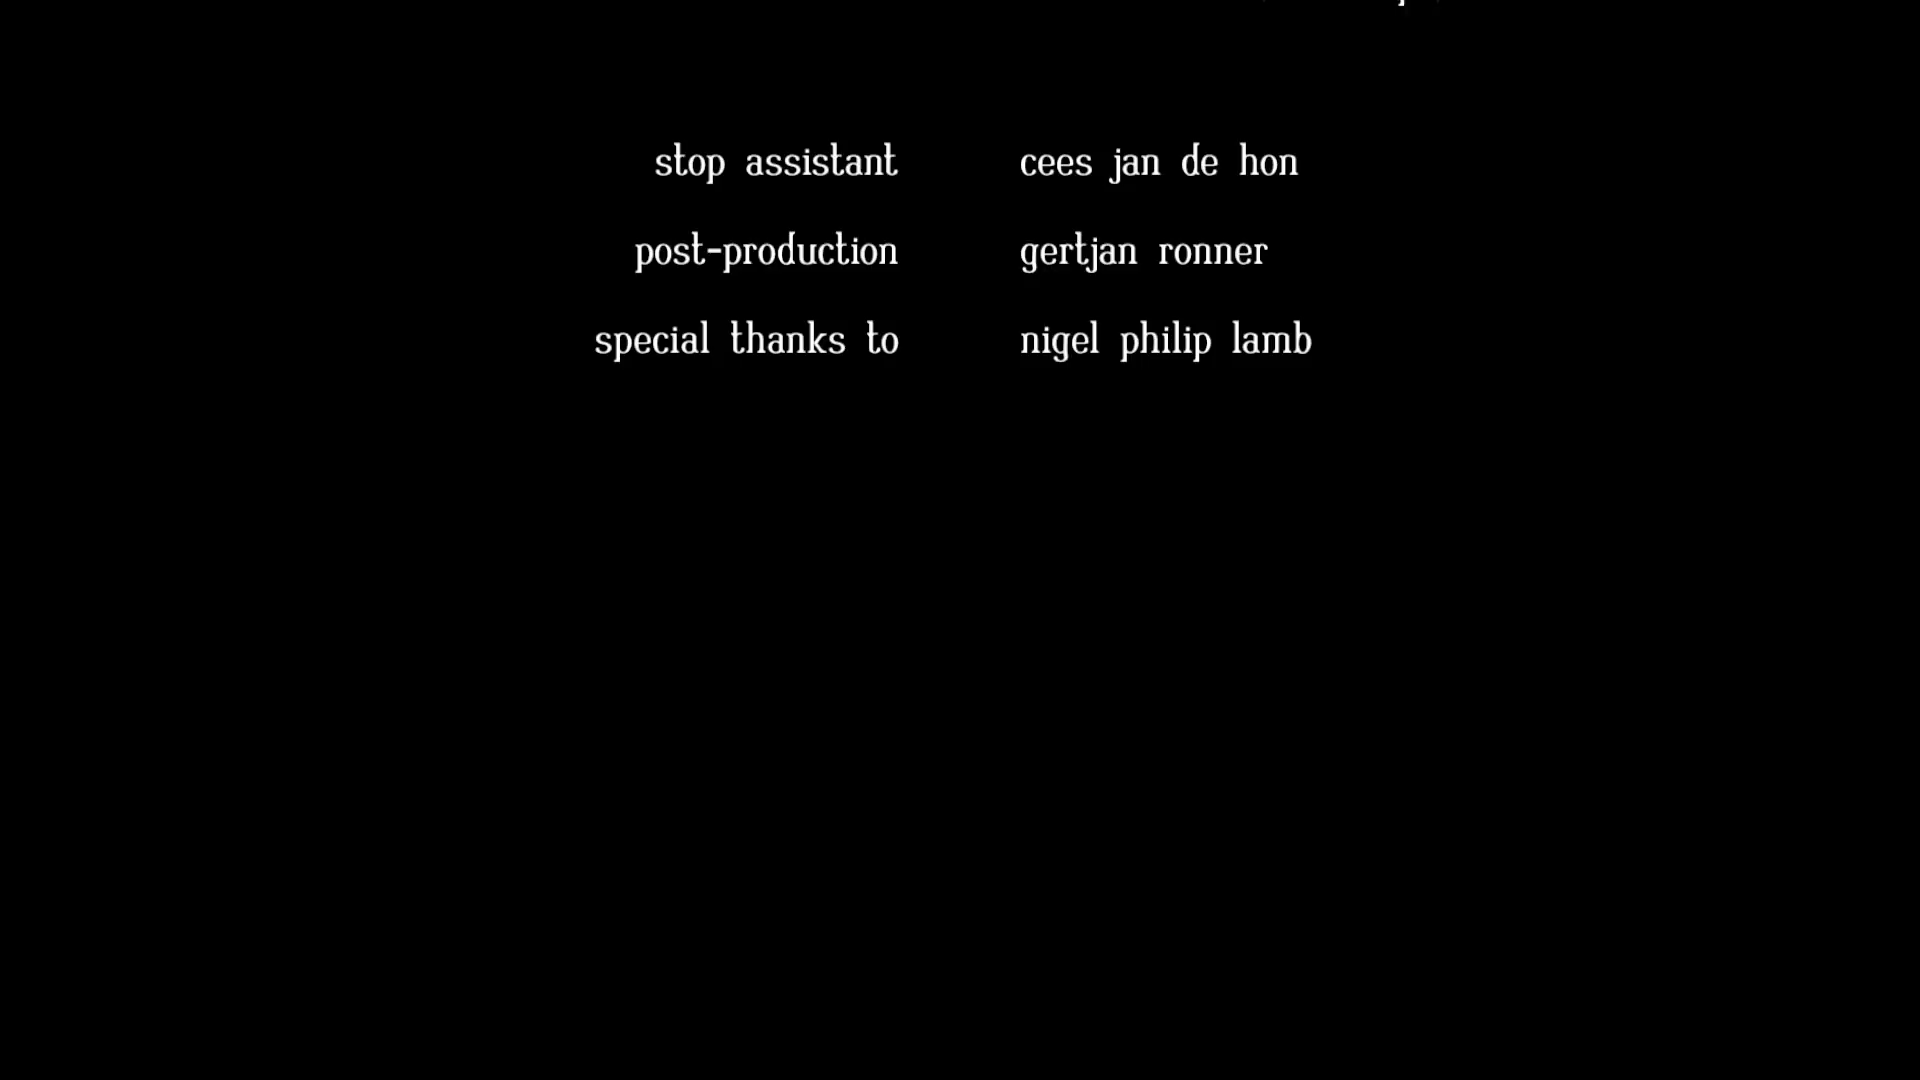 stop assistant cees jan de hon
post-production gertjan ronner
special thanks to nigel philip lamb